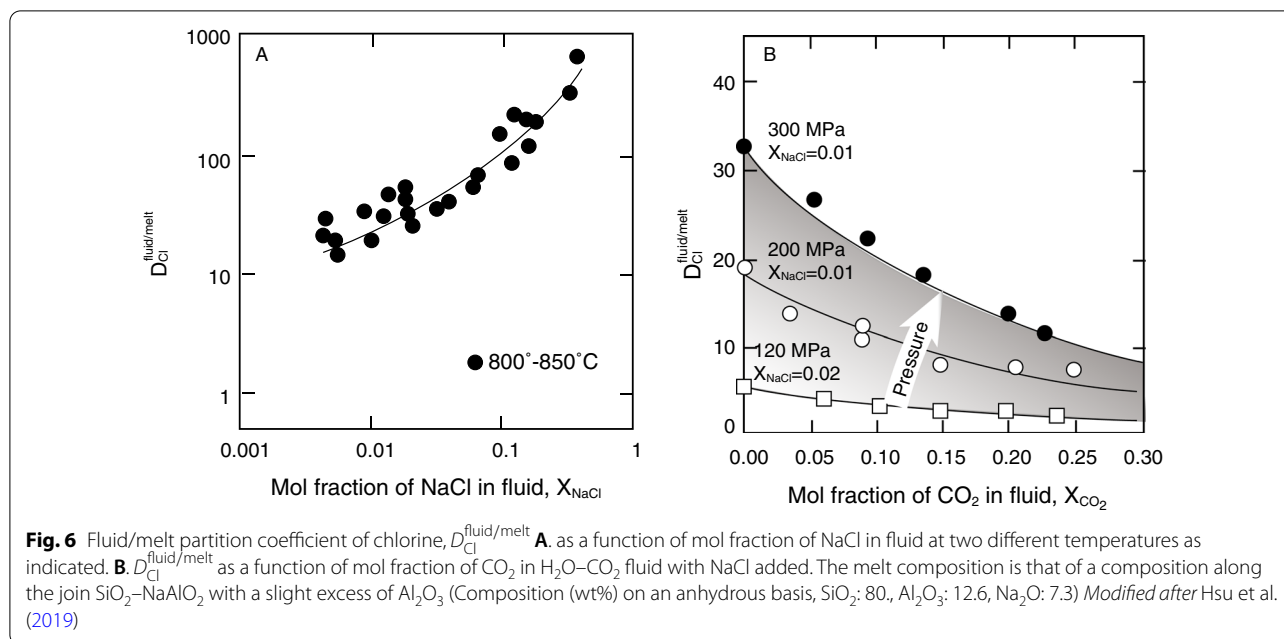 1000
A
100
10
1
D_Cl^fluid/melt
800˚-850˚C
0.001
0.01
0.1
1
Mol fraction of NaCl in fluid, X_NaCl
B
40
30
20
10
0
D_Cl^fluid/melt
300 MPa
X_NaCl=0.01
200 MPa
X_NaCl=0.01
120 MPa
X_NaCl=0.02
Pressure
0.00 0.05 0.10 0.15 0.20 0.25 0.30
Mol fraction of CO₂ in fluid, X_CO₂
Fig. 6 Fluid/melt partition coefficient of chlorine, D_Cl^fluid/melt A. as a function of mol fraction of NaCl in fluid at two different temperatures as
indicated. B. D_Cl^fluid/melt as a function of mol fraction of CO₂ in H₂O–CO₂ fluid with NaCl added. The melt composition is that of a composition along
the join SiO₂–NaAlO₂ with a slight excess of Al₂O₃ (Composition (wt%) on an anhydrous basis, SiO₂: 80., Al₂O₃: 12.6, Na₂O: 7.3) Modified after Hsu et al.
(2019)